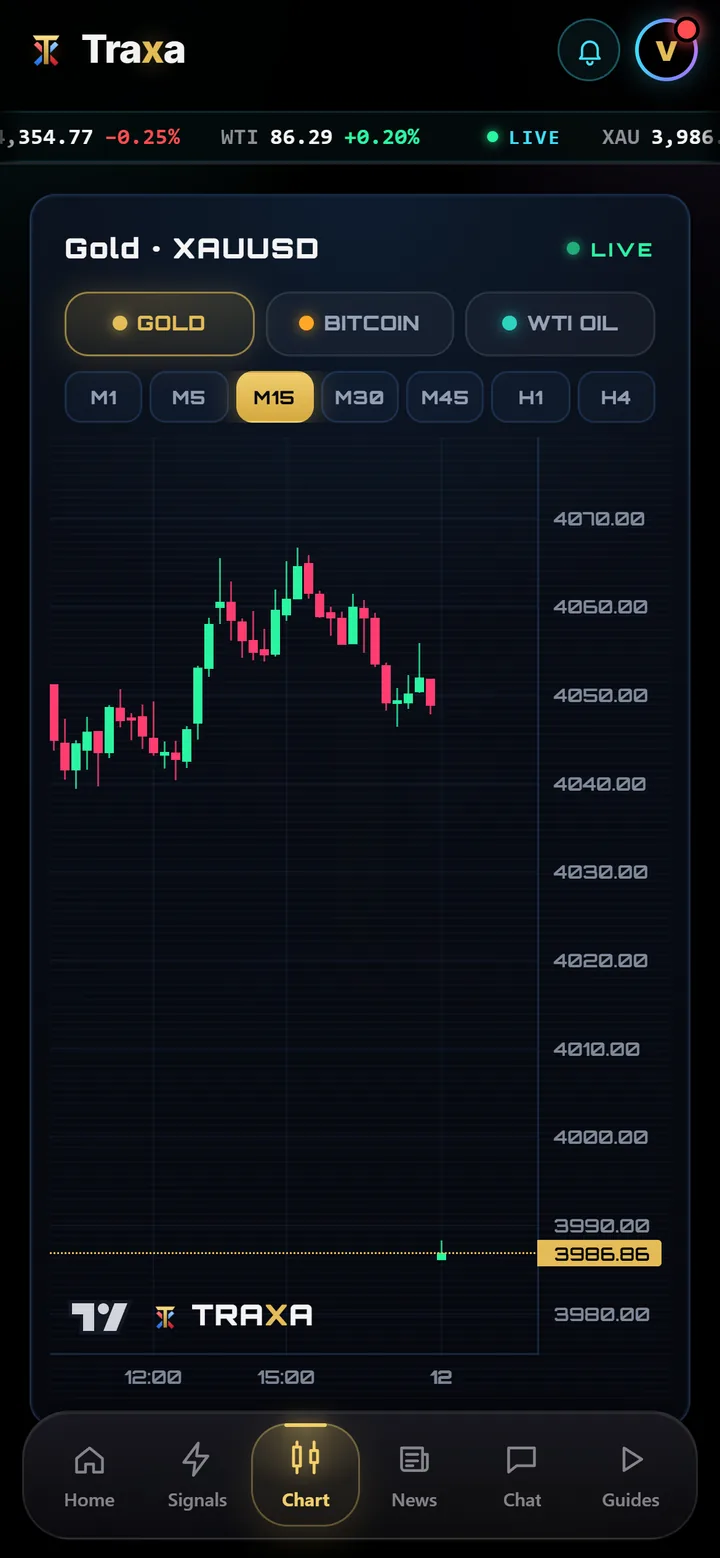 Traxa
V
,354.77 −0.25% WTI 86.29 +0.20% LIVE XAU 3,986
Gold · XAUUSD LIVE
GOLD BITCOIN WTI OIL
M1 M5 M15 M30 M45 H1 H4
4070.00
4060.00
4050.00
4040.00
4030.00
4020.00
4010.00
4000.00
3990.00
3986.86
TRAXA
3980.00
12:00 15:00 12
Home Signals Chart News Chat Guides